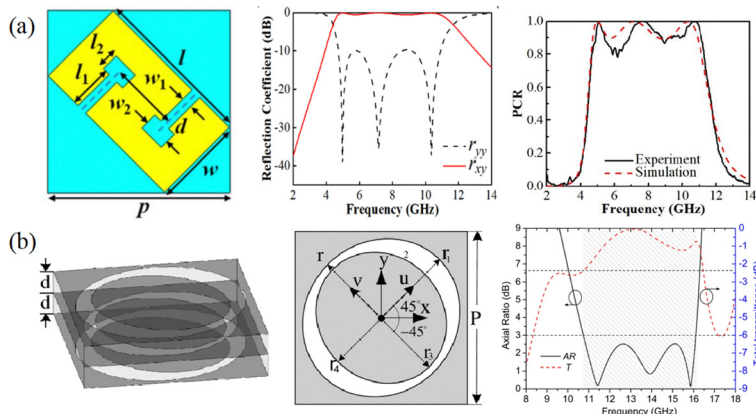 (a)
l
l2
l1
w1
w2
d
w
p
Reflection Coefficient (dB)
0
-10
-20
-30
-40
ryy
rxy
2 4 6 8 10 12 14
Frequency (GHz)
PCR
1.0
0.8
0.6
0.4
0.2
0.0
Experiment
Simulation
2 4 6 8 10 12 14
Frequency (GHz)
(b)
d
d
r
y
2
r1
v
u
x
45°
-45°
r4
r3
P
Axial Ratio (dB)
9
8
7
6
5
4
3
2
1
0
0
-1
-2
-3
-4
-5
-6
-7
-8
-9
AR
T
8 9 10 11 12 13 14 15 16 17 18
Frequency (GHz)